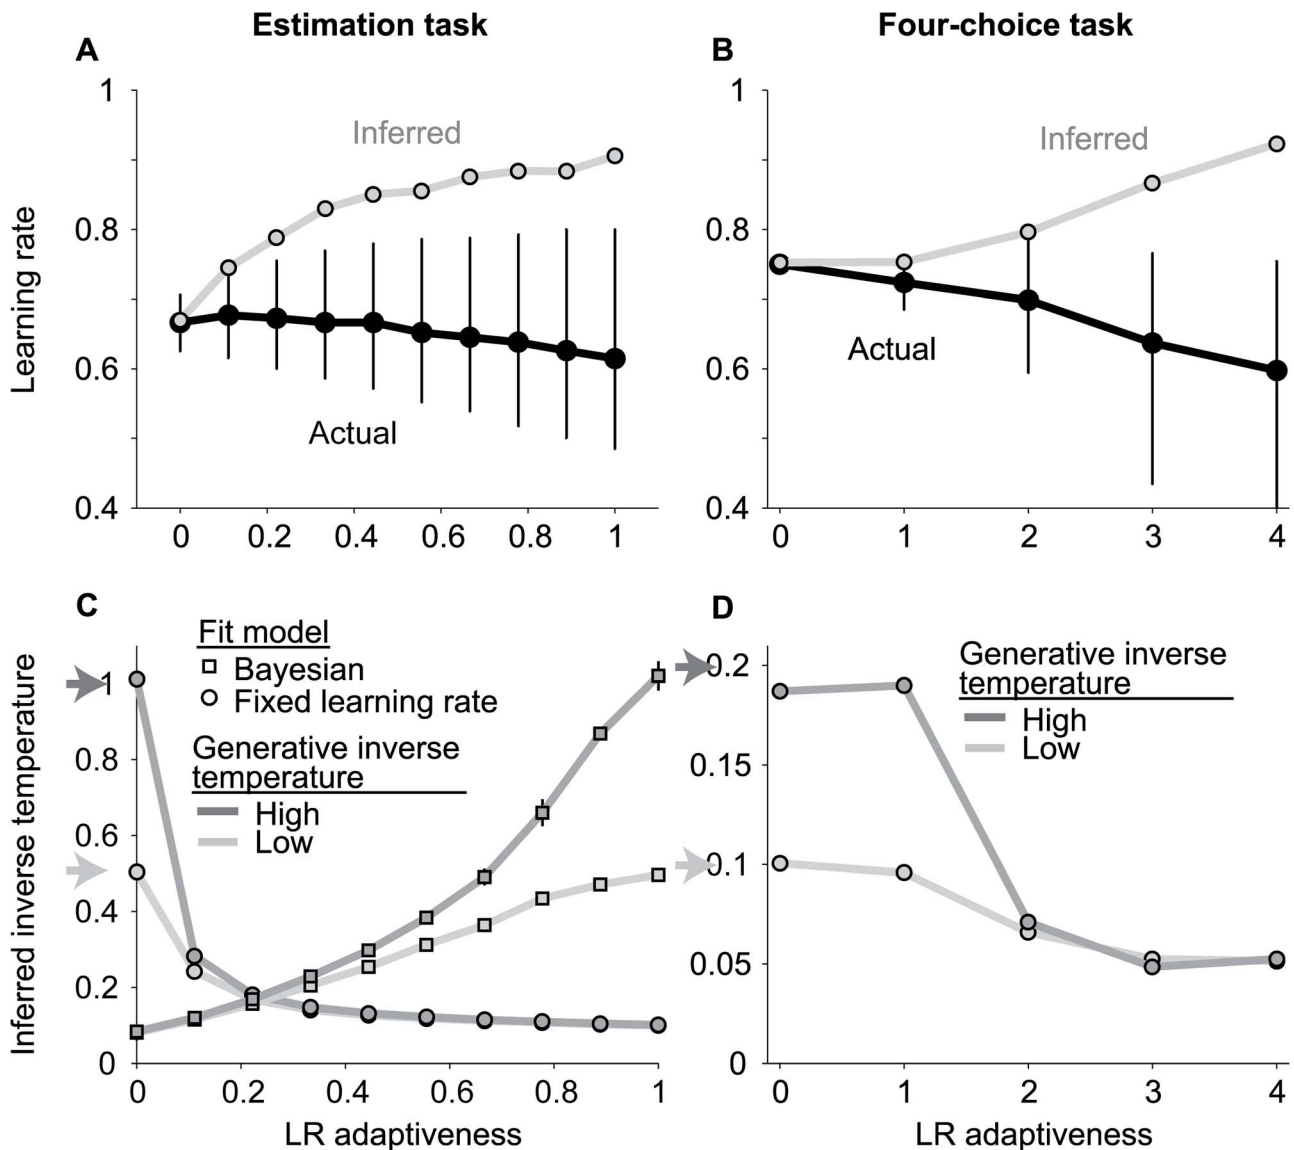 Estimation task
Four-choice task
A
B
1
0.8
0.6
0.4
Learning rate
Inferred
Actual
0
0.2
0.4
0.6
0.8
1
1
0.8
0.6
0.4
Inferred
Actual
0
1
2
3
4
C
D
Fit model
Bayesian
Fixed learning rate
Generative inverse
temperature
High
Low
1
0.8
0.6
0.4
0.2
0
Inferred inverse temperature
0
0.2
0.4
0.6
0.8
1
LR adaptiveness
Generative inverse
temperature
High
Low
0.2
0.15
0.1
0.05
0
0
1
2
3
4
LR adaptiveness